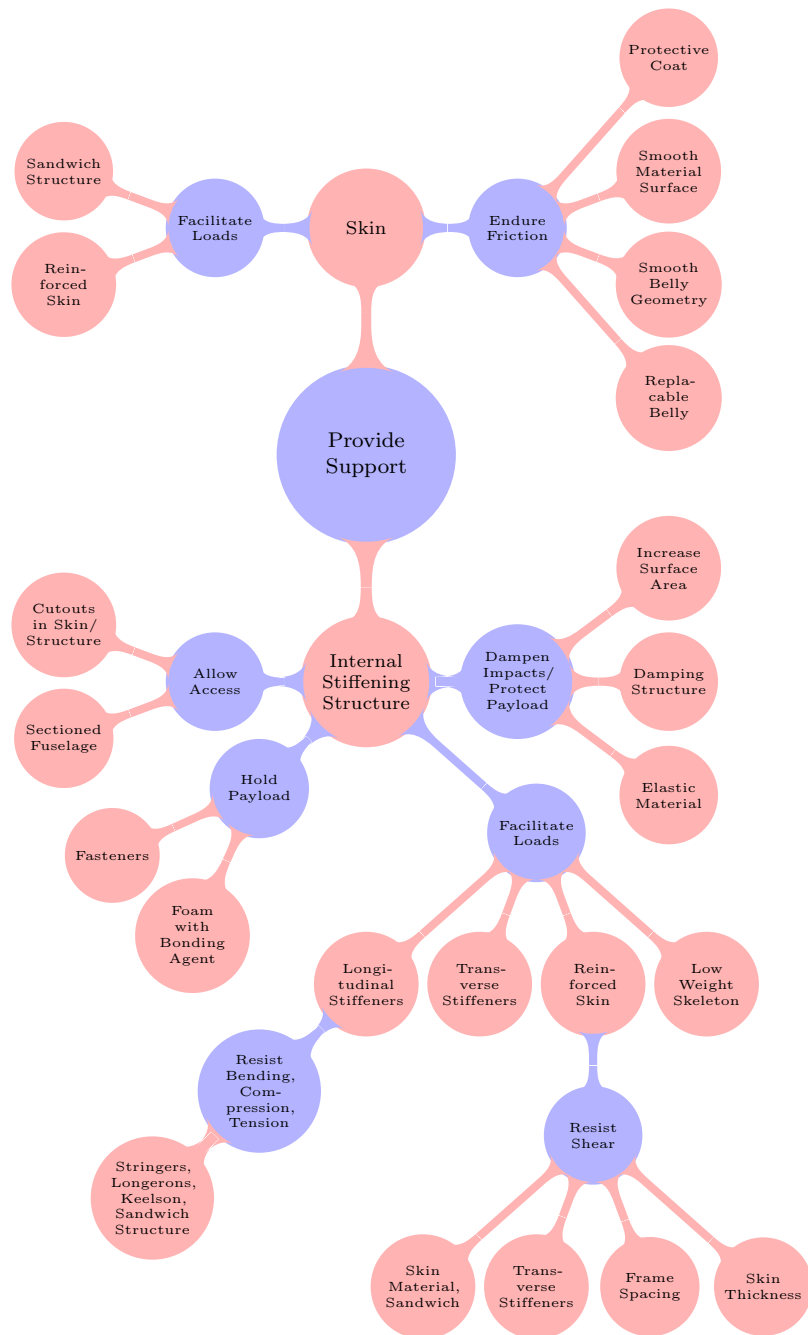 Protective
Coat
Sandwich
Structure
Smooth
Material
Surface
Facilitate
Loads
Skin
Endure
Friction
Rein-
forced
Skin
Smooth
Belly
Geometry
Repla-
cable
Belly
Provide
Support
Increase
Surface
Area
Cutouts
in Skin/
Structure
Allow
Access
Internal
Stiffening
Structure
Dampen
Impacts/
Protect
Payload
Damping
Structure
Sectioned
Fuselage
Hold
Payload
Elastic
Material
Facilitate
Loads
Fasteners
Foam
with
Bonding
Agent
Longi-
tudinal
Stiffeners
Trans-
verse
Stiffeners
Rein-
forced
Skin
Low
Weight
Skeleton
Resist
Bending,
Com-
pression,
Tension
Resist
Shear
Stringers,
Longerons,
Keelson,
Sandwich
Structure
Skin
Material,
Sandwich
Trans-
verse
Stiffeners
Frame
Spacing
Skin
Thickness